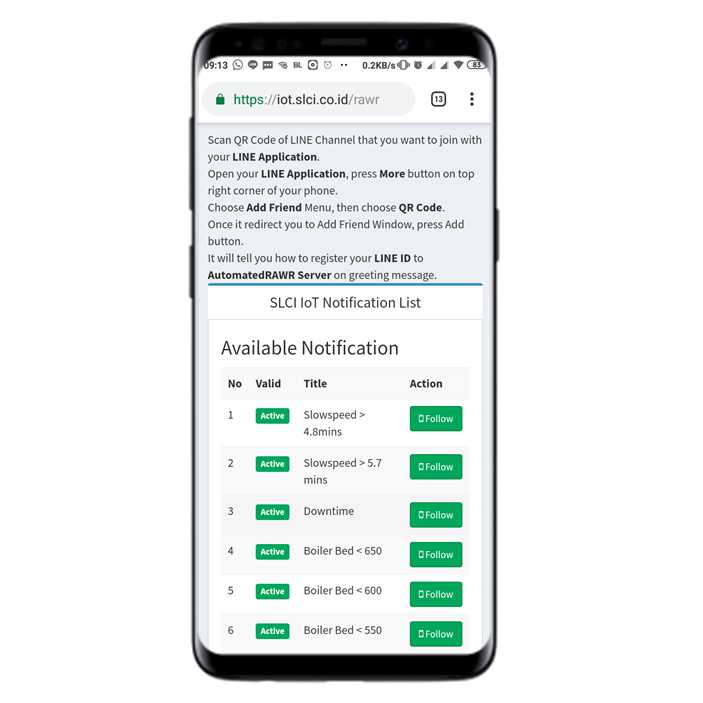 09:13 BL 0.2KB/s 83
https://iot.slci.co.id/rawr 13
Scan QR Code of LINE Channel that you want to join with
your LINE Application.
Open your LINE Application, press More button on top
right corner of your phone.
Choose Add Friend Menu, then choose QR Code.
Once it redirect you to Add Friend Window, press Add
button.
It will tell you how to register your LINE ID to
AutomatedRAWR Server on greeting message.
SLCI IoT Notification List
Available Notification
No Valid Title Action
1 Active Slowspeed > Follow
4.8mins
2 Active Slowspeed > 5.7 Follow
mins
3 Active Downtime Follow
4 Active Boiler Bed < 650 Follow
5 Active Boiler Bed < 600 Follow
6 Active Boiler Bed < 550 Follow